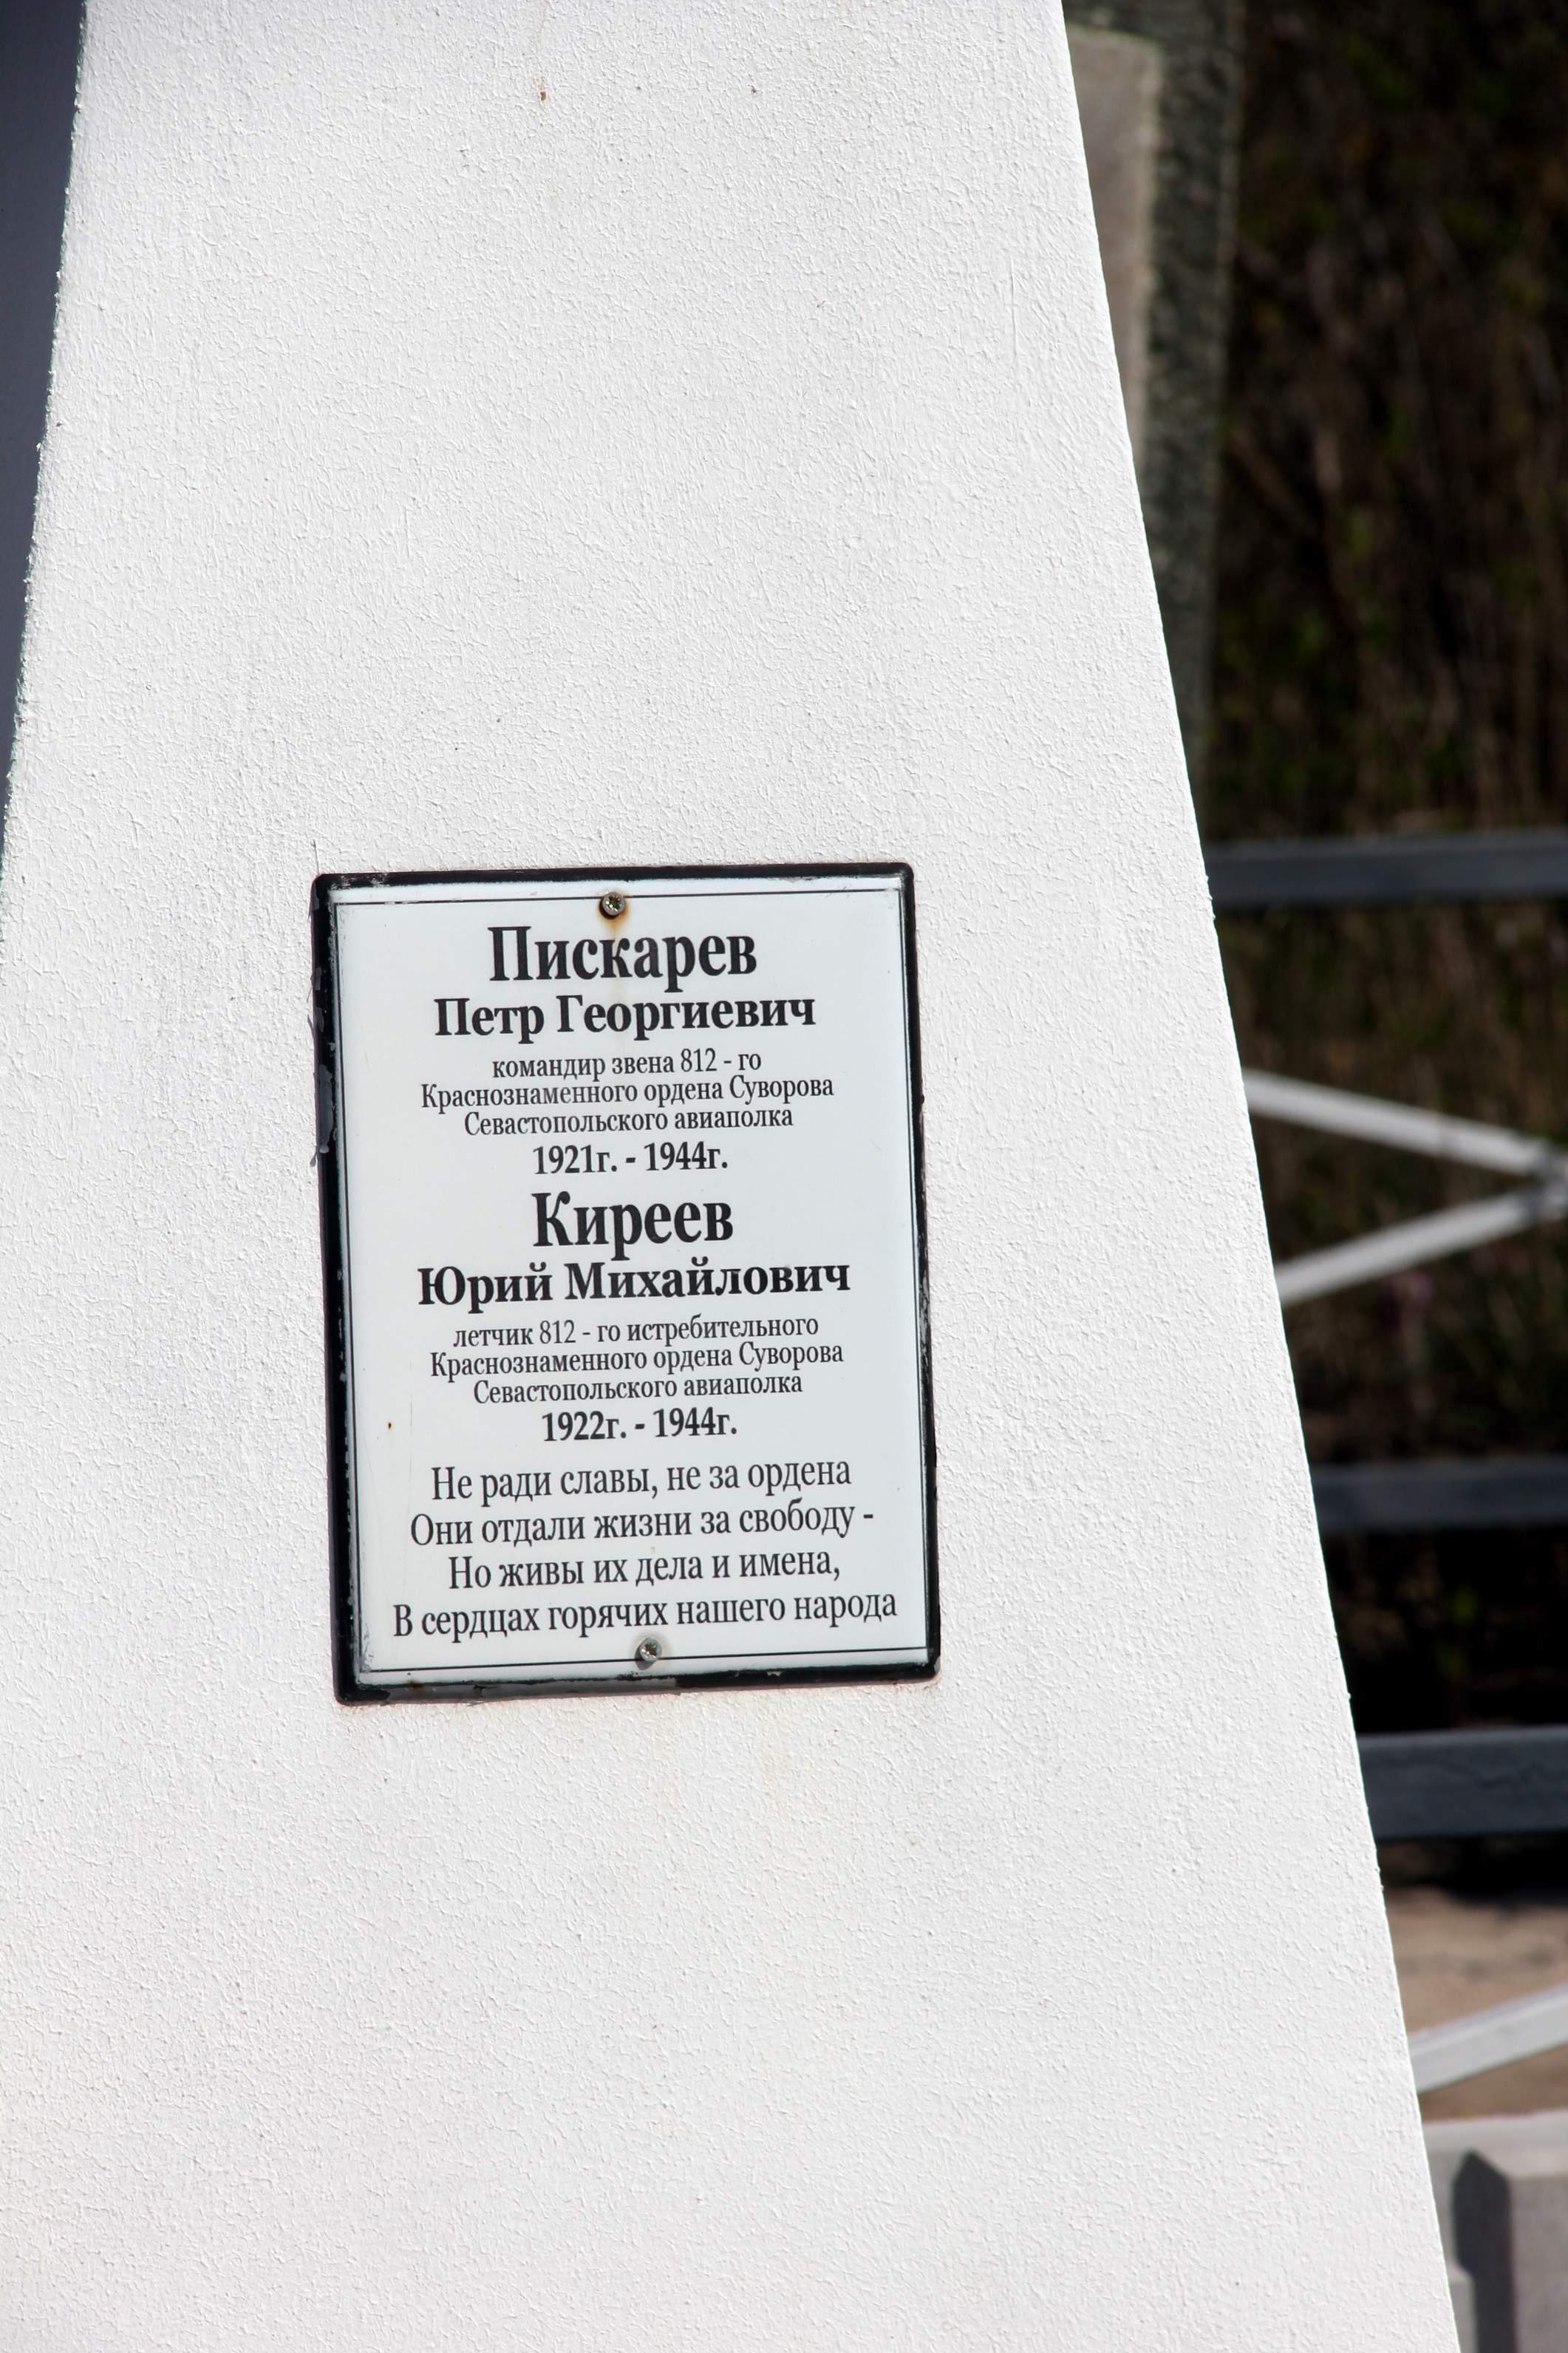 Пискарев
Петр Георгиевич
командир звена 812 - го
Краснознаменного ордена Суворова
Севастопольского авиаполка
1921г. - 1944г.
Киреев
Юрий Михайлович
летчик 812 - го истребительного
Краснознаменного ордена Суворова
Севастопольского авиаполка
1922г. - 1944г.
Не ради славы, не за ордена
Они отдали жизни за свободу -
Но живы их дела и имена,
В сердцах горячих нашего народа